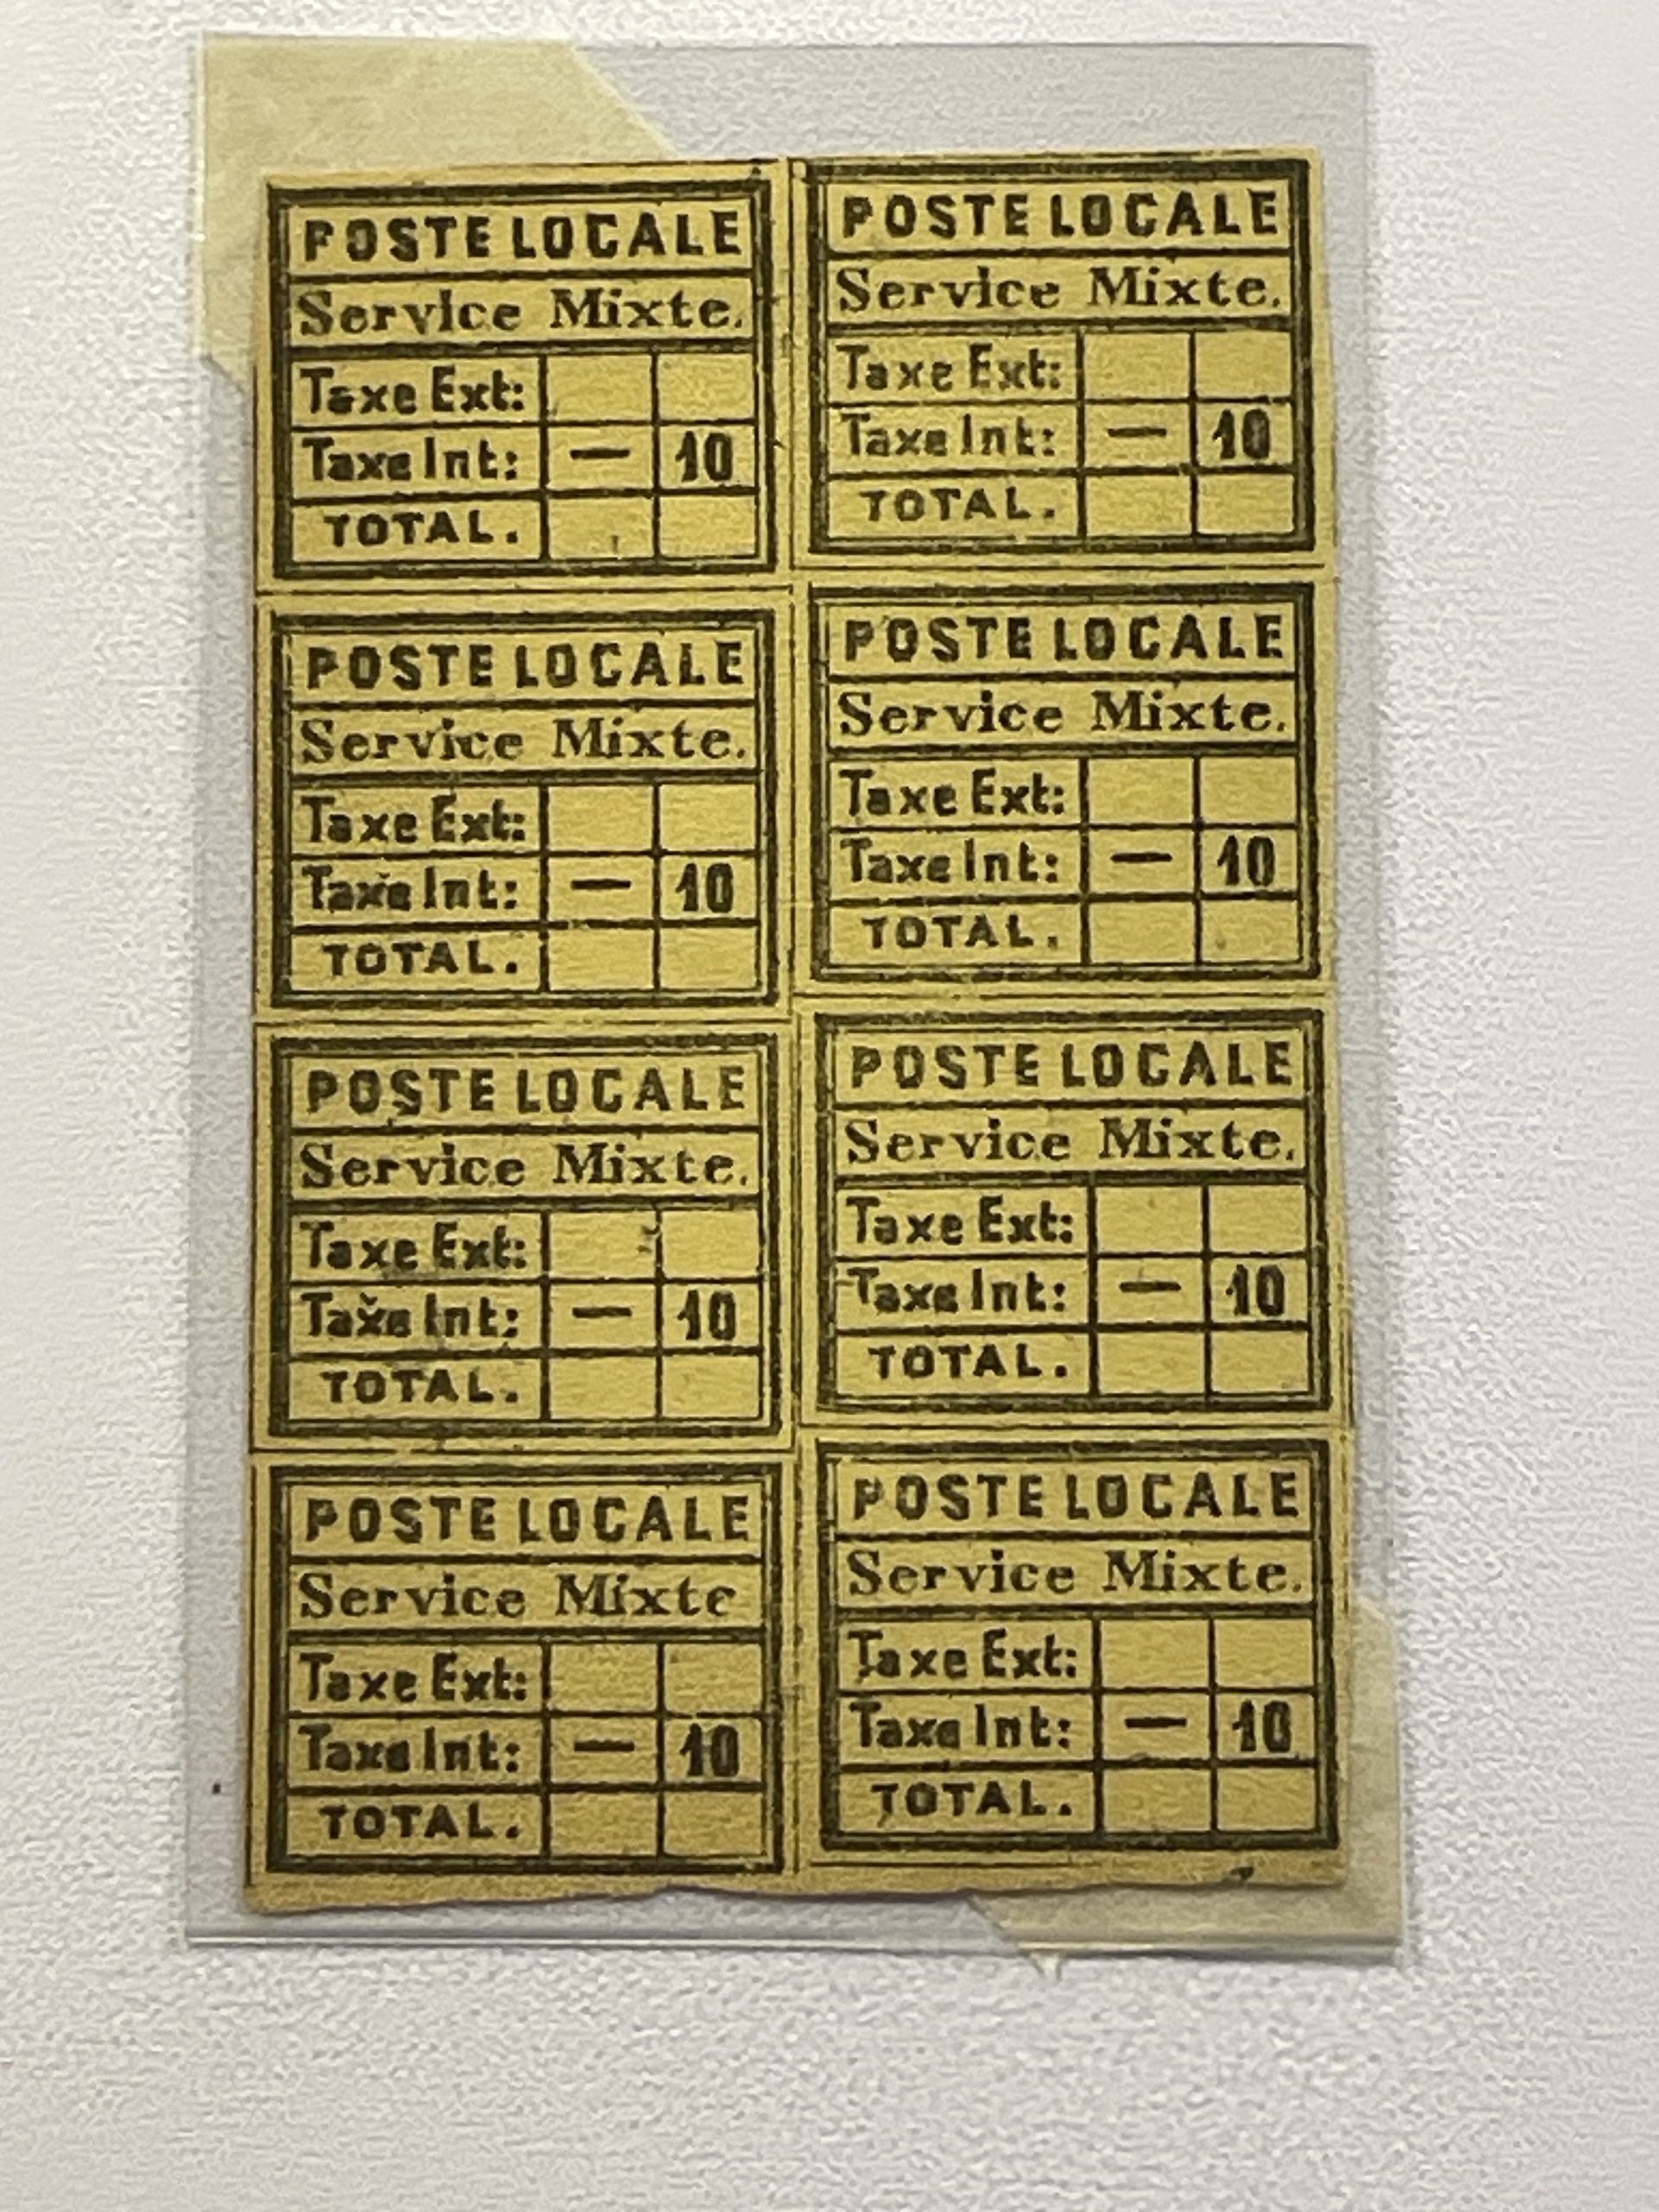 POSTE LOCALE
Service Mixte.
Taxe Ext:
Taxe Int: — 10
TOTAL.
POSTE LOCALE
Service Mixte.
Taxe Ext:
Taxe Int: — 10
TOTAL.
POSTE LOCALE
Service Mixte.
Taxe Ext:
Taxe Int: — 10
TOTAL.
POSTE LOCALE
Service Mixte.
Taxe Ext:
Taxe Int: — 10
TOTAL.
POSTE LOCALE
Service Mixte.
Taxe Ext:
Taxe Int: — 10
TOTAL.
POSTE LOCALE
Service Mixte.
Taxe Ext:
Taxe Int: — 10
TOTAL.
POSTE LOCALE
Service Mixte
Taxe Ext:
Taxe Int: — 10
TOTAL.
POSTE LOCALE
Service Mixte.
Taxe Ext:
Taxe Int: — 10
TOTAL.